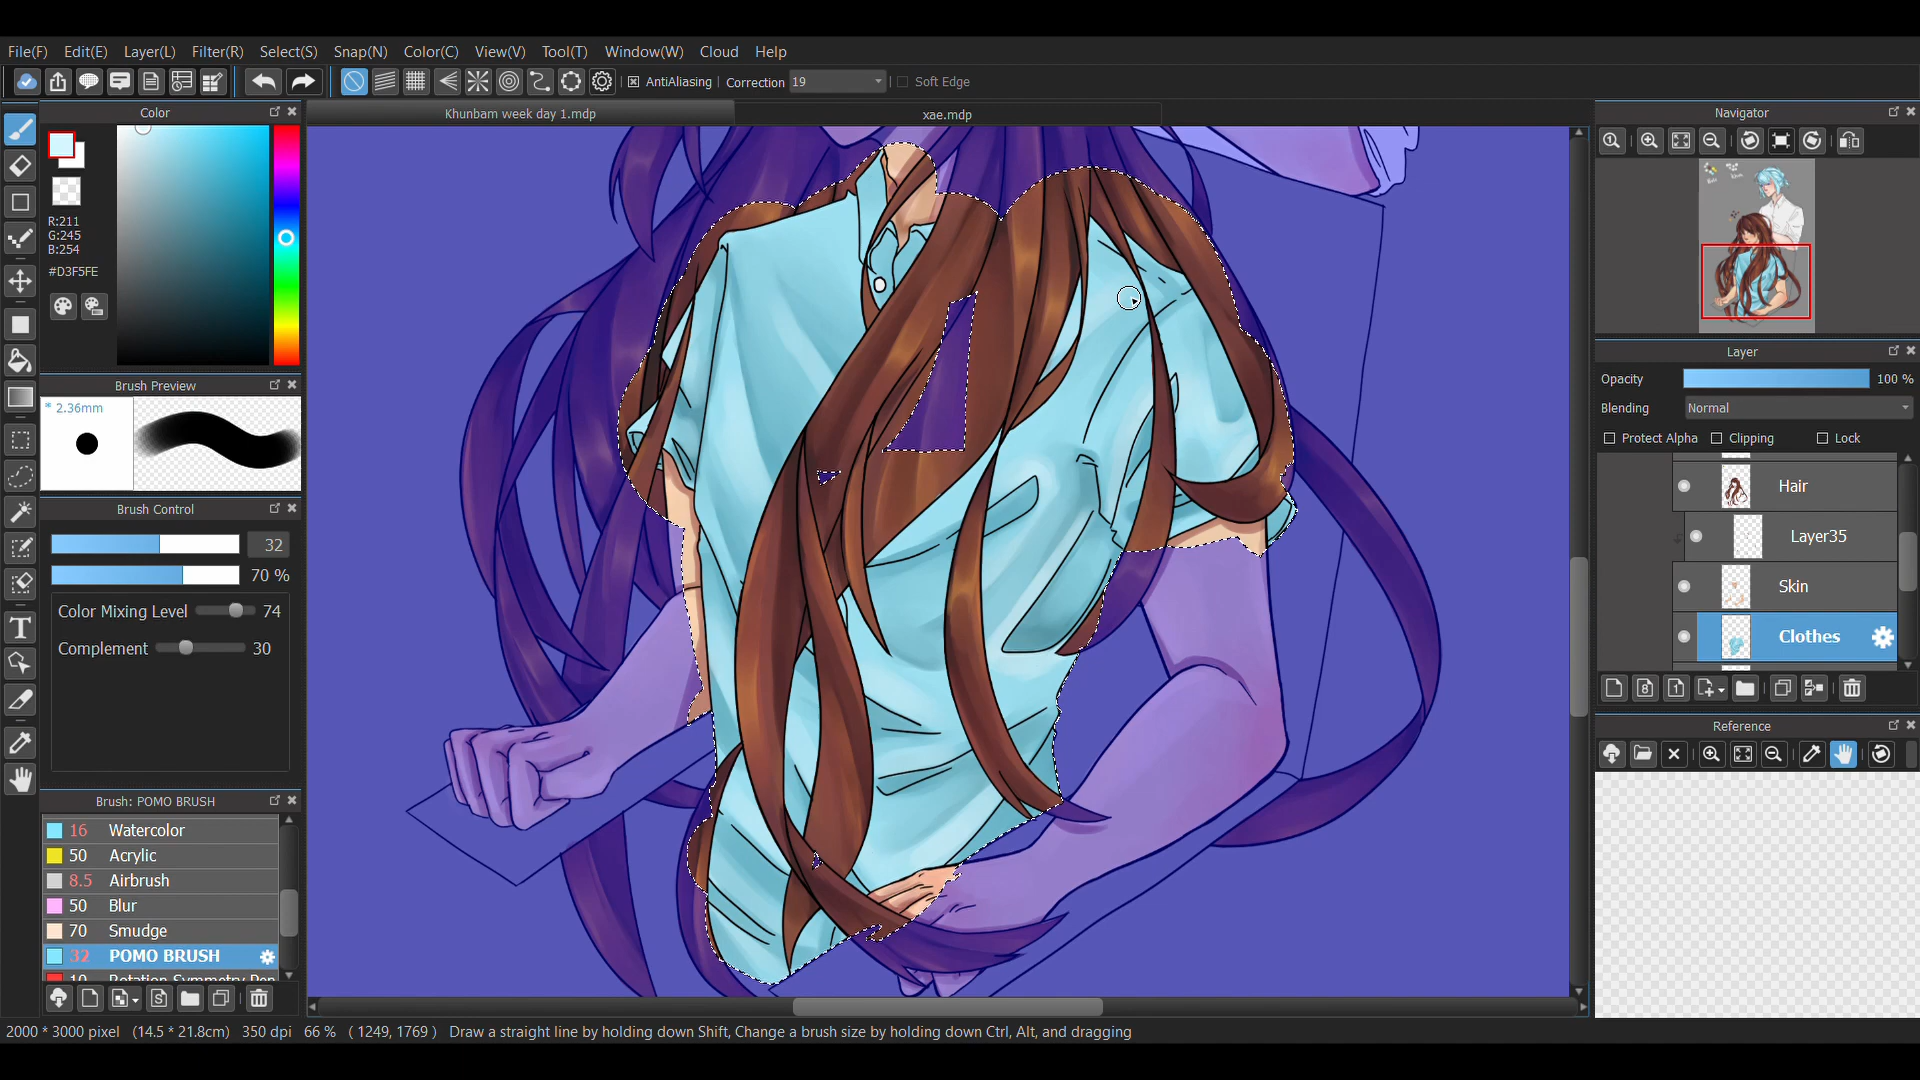 File(F) Edit(E) Layer(L) Filter(R) Select(S) Snap(N) Color(C) View(V) Tool(T) Window(W) Cloud Help
AntiAliasing Correction 19 Soft Edge
Color
R:211
G:245
B:254
#D3F5FE
Brush Preview
* 2.36mm
Brush Control
32
70 %
Color Mixing Level 74
Complement 30
Brush: POMO BRUSH
16 Watercolor
50 Acrylic
8.5 Airbrush
50 Blur
70 Smudge
32 POMO BRUSH
10 Rotation Symmetry Pen
Khunbam week day 1.mdp
xae.mdp
Navigator
Layer
Opacity 100 %
Blending Normal
Protect Alpha Clipping Lock
Hair
Layer35
Skin
Clothes
Reference
2000 * 3000 pixel (14.5 * 21.8cm) 350 dpi 66 % ( 1249, 1769 ) Draw a straight line by holding down Shift, Change a brush size by holding down Ctrl, Alt, and dragging